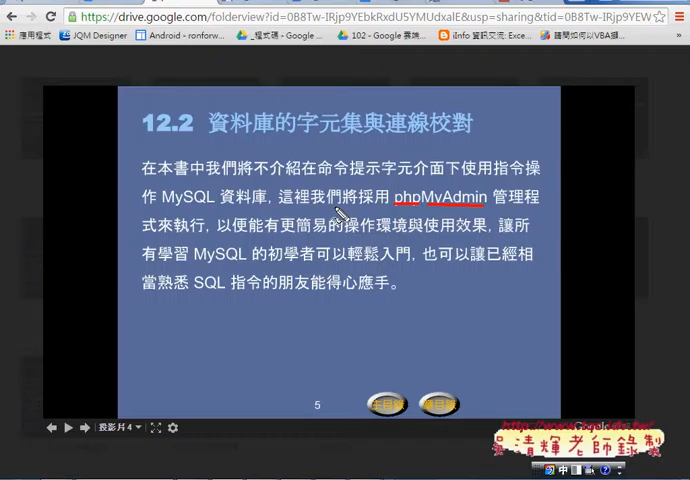 https://drive.google.com/folderview?id=0B8Tw-IRjp9YEbkRxdU5YMUdxalE&usp=sharing&tid=0B8Tw-IRjp9YEW
應用程式 JQM Designer Android - ronforw... _程式碼 - Google ... 102 - Google 雲端... iInfo 資訊交流: Exce... 請問如何以VBA擷...
12.2 資料庫的字元集與連線校對
在本書中我們將不介紹在命令提示字元介面下使用指令操
作 MySQL 資料庫, 這裡我們將採用 phpMyAdmin 管理程
式來執行, 以便能有更簡易的操作環境與使用效果, 讓所
有學習 MySQL 的初學者可以輕鬆入門, 也可以讓已經相
當熟悉 SQL 指令的朋友能得心應手。
5
主目錄
投影片 4
吳清輝老師錄製
中